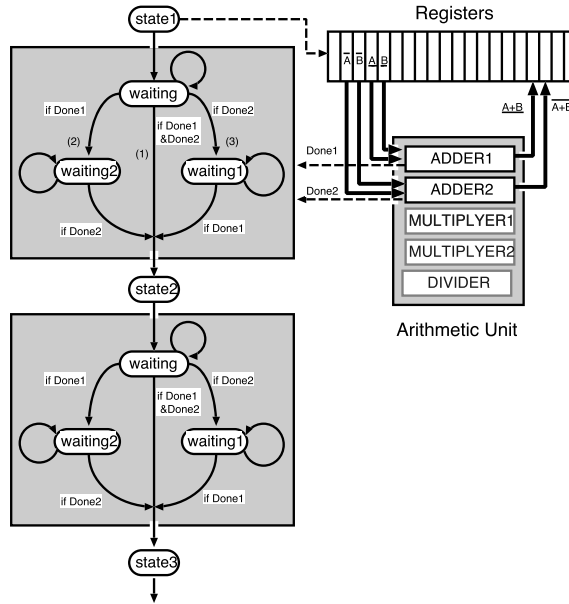 state1
Registers
waiting
if Done1
if Done2
if Done1
&Done2
(2)
(1)
(3)
waiting2
waiting1
if Done2
if Done1
state2
waiting
if Done1
if Done2
if Done1
&Done2
waiting2
waiting1
if Done2
if Done1
state3
A̅ B̅ A̲ B̲
A̲+̲B̲
A̅+̅B̅
Done1
Done2
ADDER1
ADDER2
MULTIPLYER1
MULTIPLYER2
DIVIDER
Arithmetic Unit